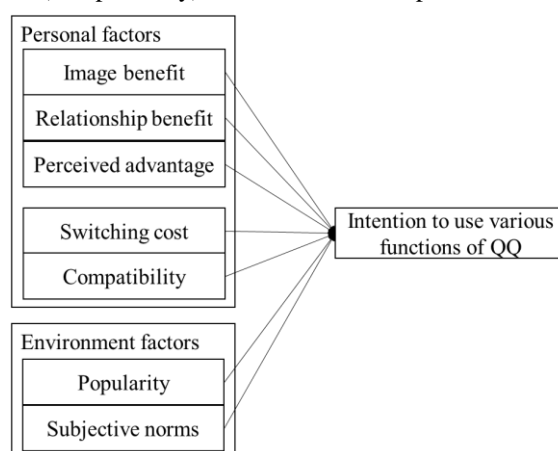 Personal factors
Image benefit
Relationship benefit
Perceived advantage
Switching cost
Compatibility
Intention to use various
functions of QQ
Environment factors
Popularity
Subjective norms